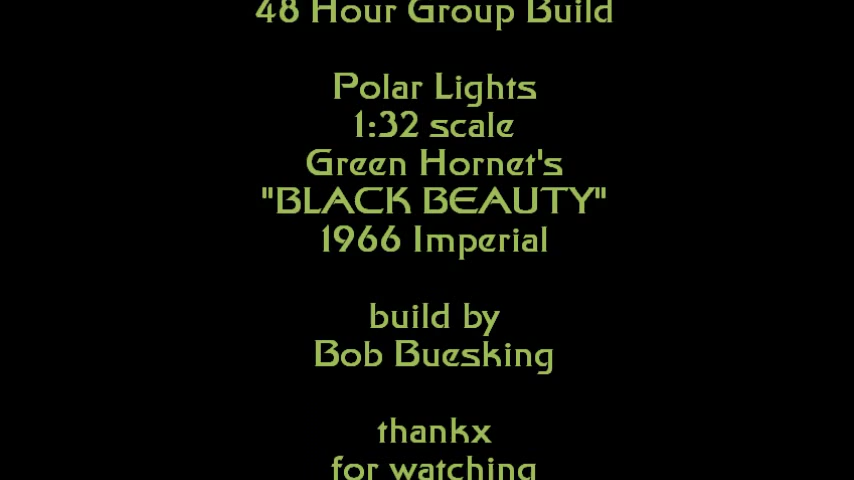 48 Hour Group Build
Polar Lights
1:32 scale
Green Hornet's
"BLACK BEAUTY"
1966 Imperial
build by
Bob Buesking
thankx
for watching